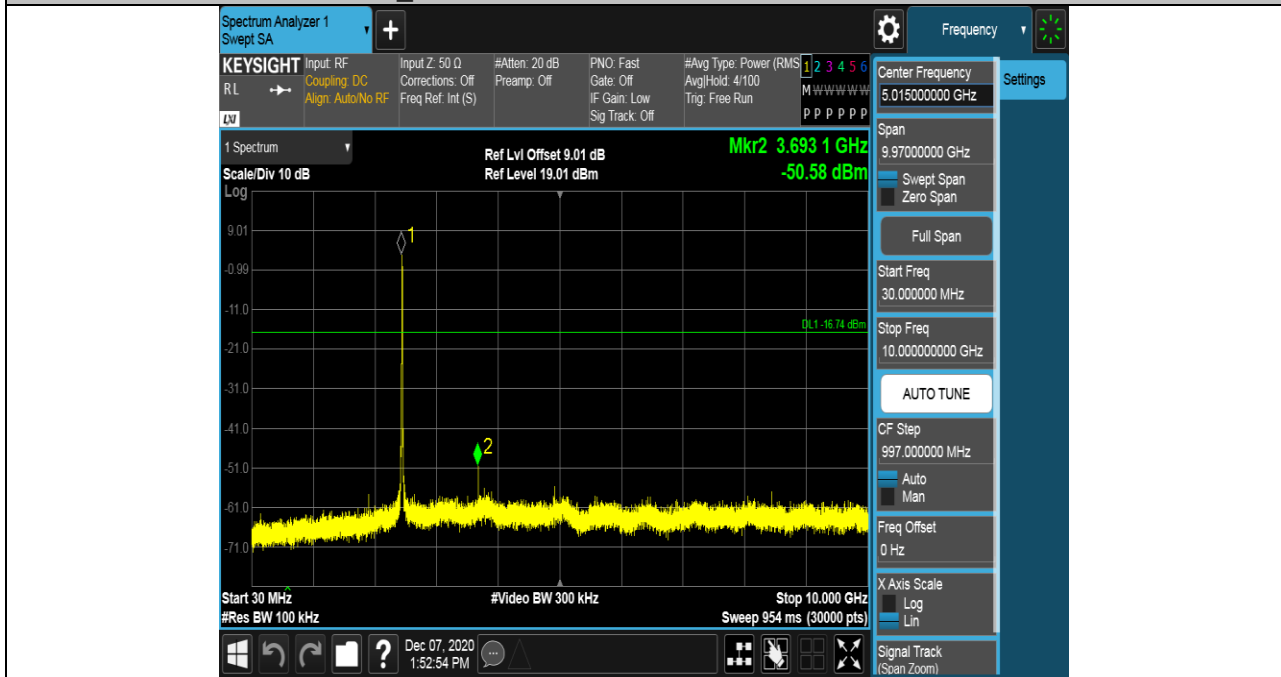 Spectrum Analyzer 1
Swept SA
+
Frequency
KEYSIGHT
RL
LXI
Input: RF
Coupling: DC
Align: Auto/No RF
Input Z: 50 Ω
Corrections: Off
Freq Ref: Int (S)
#Atten: 20 dB
Preamp: Off
PNO: Fast
Gate: Off
IF Gain: Low
Sig Track: Off
#Avg Type: Power (RMS
Avg|Hold: 4/100
Trig: Free Run
1 2 3 4 5 6
M W W W W W
P P P P P P
Center Frequency
5.015000000 GHz
Settings
1 Spectrum
Scale/Div 10 dB
Ref Lvl Offset 9.01 dB
Ref Level 19.01 dBm
Mkr2 3.693 1 GHz
-50.58 dBm
Log
9.01
-0.99
-11.0
-21.0
-31.0
-41.0
-51.0
-61.0
-71.0
1
2
DL1 -16.74 dBm
Start 30 MHz
#Res BW 100 kHz
#Video BW 300 kHz
Stop 10.000 GHz
Sweep 954 ms (30000 pts)
Span
9.97000000 GHz
Swept Span
Zero Span
Full Span
Start Freq
30.000000 MHz
Stop Freq
10.000000000 GHz
AUTO TUNE
CF Step
997.000000 MHz
Auto
Man
Freq Offset
0 Hz
X Axis Scale
Log
Lin
Signal Track
(Span Zoom)
?
Dec 07, 2020
1:52:54 PM